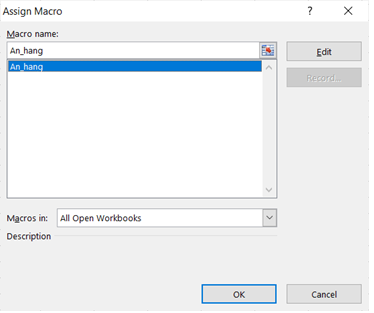 Assign Macro
Macro name:
An_hang
An_hang
Edit
Record...
Macros in: All Open Workbooks
Description
OK
Cancel